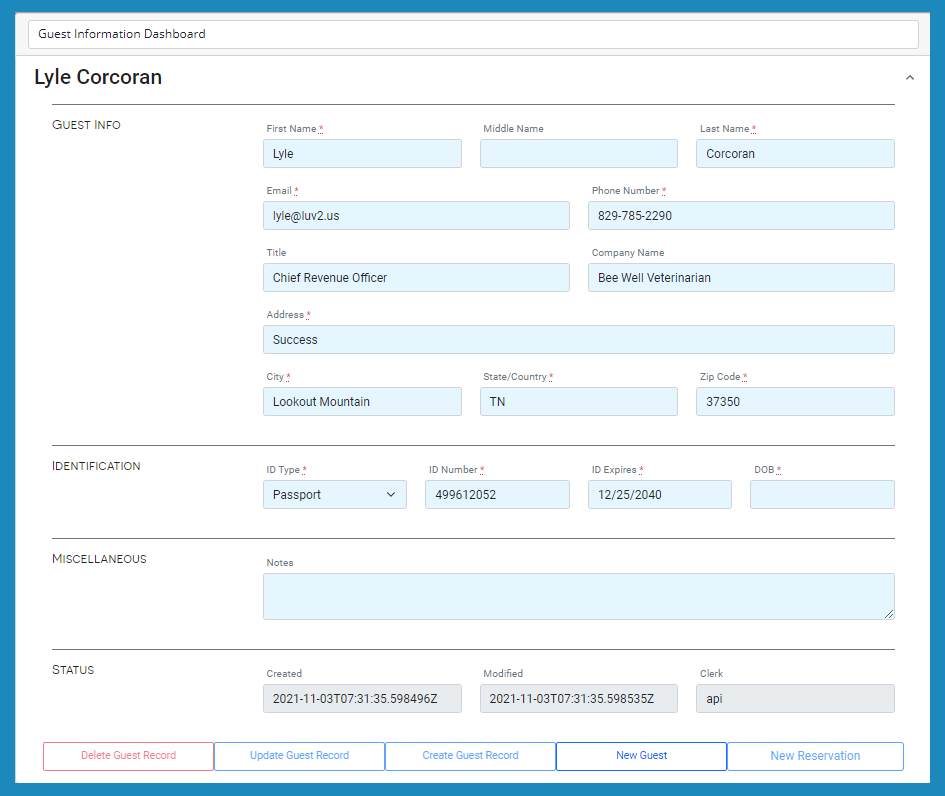 Guest Information Dashboard
Lyle Corcoran
GUEST INFO
First Name *
Middle Name
Last Name *
Lyle
Corcoran
Email *
Phone Number *
lyle@luv2.us
829-785-2290
Title
Company Name
Chief Revenue Officer
Bee Well Veterinarian
Address *
Success
City *
State/Country *
Zip Code *
Lookout Mountain
TN
37350
IDENTIFICATION
ID Type *
ID Number *
ID Expires *
DOB *
Passport
499612052
12/25/2040
MISCELLANEOUS
Notes
STATUS
Created
Modified
Clerk
2021-11-03T07:31:35.598496Z
2021-11-03T07:31:35.598535Z
api
Delete Guest Record
Update Guest Record
Create Guest Record
New Guest
New Reservation